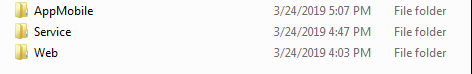 AppMobile 3/24/2019 5:07 PM File folder
Service 3/24/2019 4:47 PM File folder
Web 3/24/2019 4:03 PM File folder